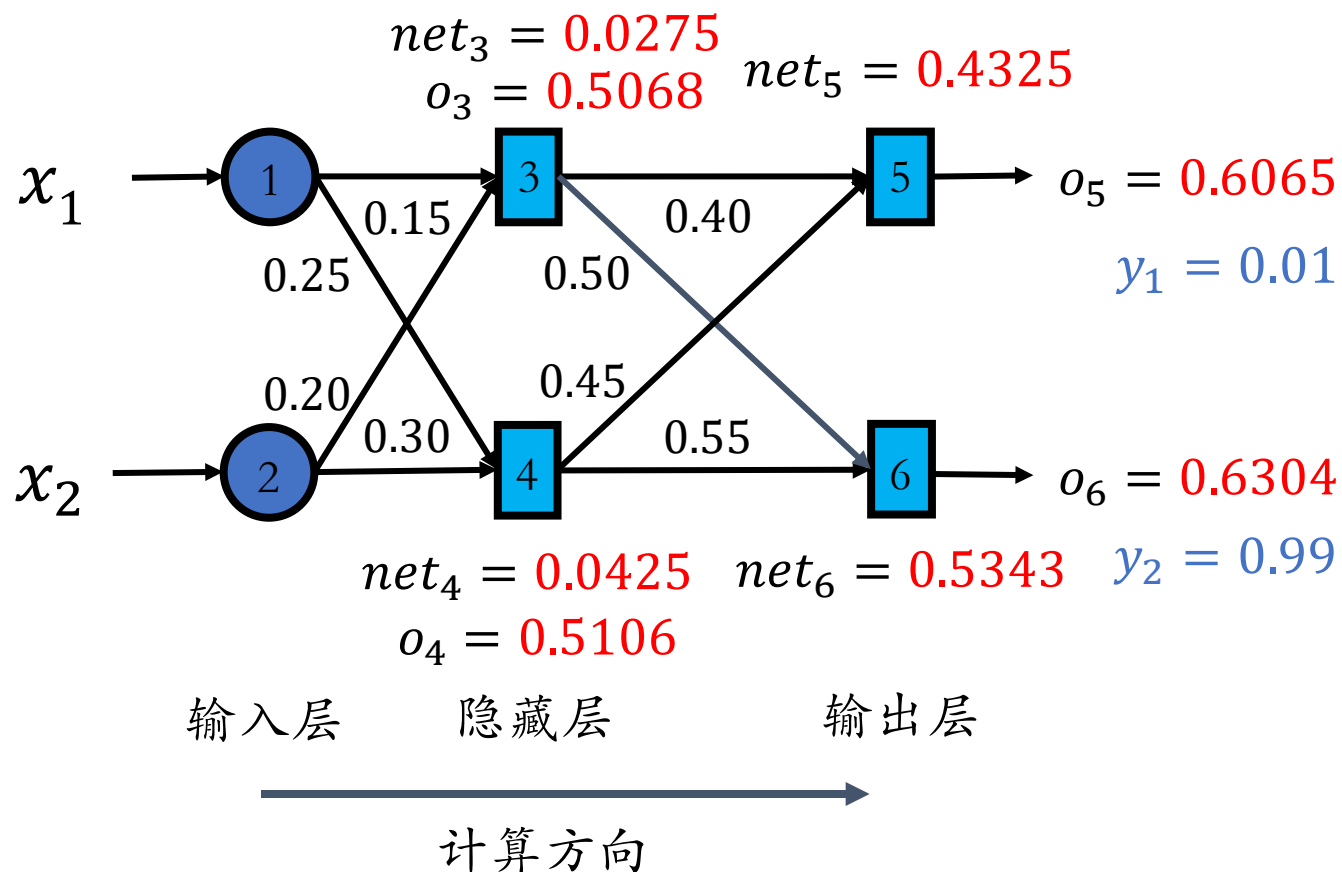 net₃ = 0.0275
o₃ = 0.5068
net₅ = 0.4325
x₁
1
3
5
o₅ = 0.6065
0.15
0.40
0.25
0.50
y₁ = 0.01
0.20
0.45
0.30
0.55
x₂
2
4
6
o₆ = 0.6304
net₄ = 0.0425
net₆ = 0.5343
y₂ = 0.99
o₄ = 0.5106
输入层
隐藏层
输出层
计算方向